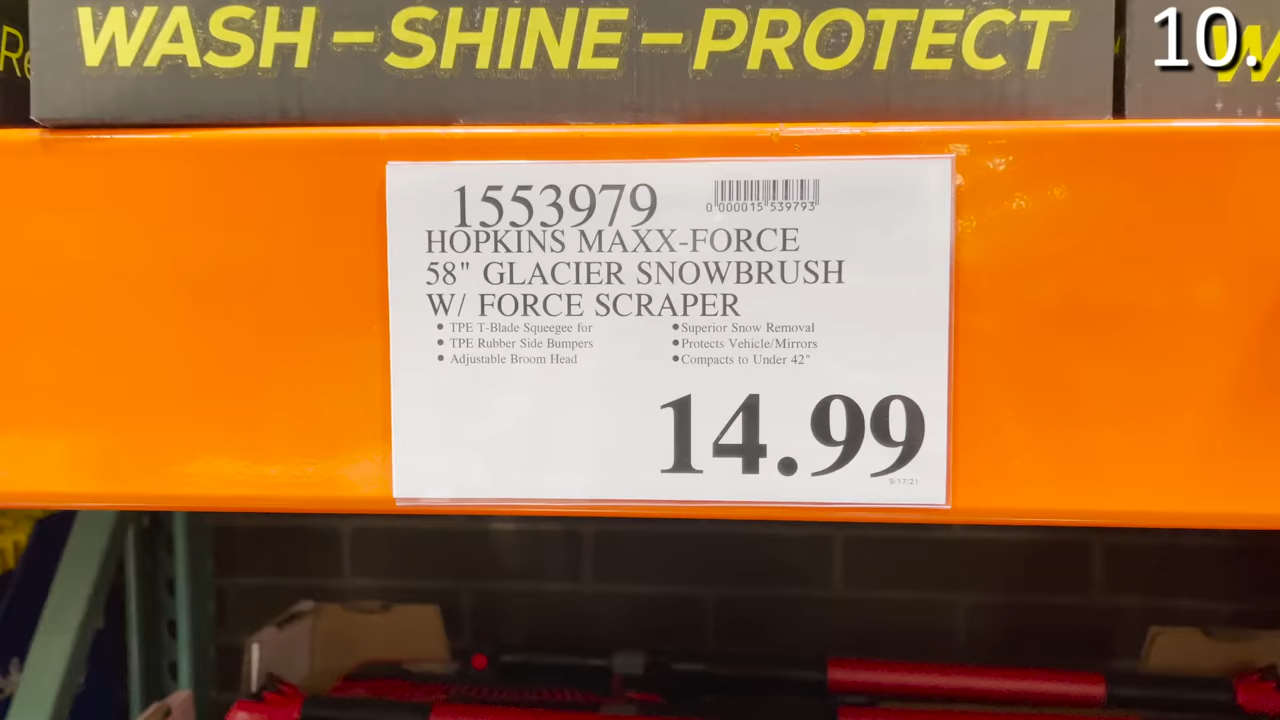 WASH-SHINE-PROTECT
10.
1553979
0 000015 539793
HOPKINS MAXX-FORCE
58" GLACIER SNOWBRUSH
W/ FORCE SCRAPER
● TPE T-Blade Squeegee for
● TPE Rubber Side Bumpers
● Adjustable Broom Head
●Superior Snow Removal
●Protects Vehicle/Mirrors
●Compacts to Under 42"
14.99
9/17/21